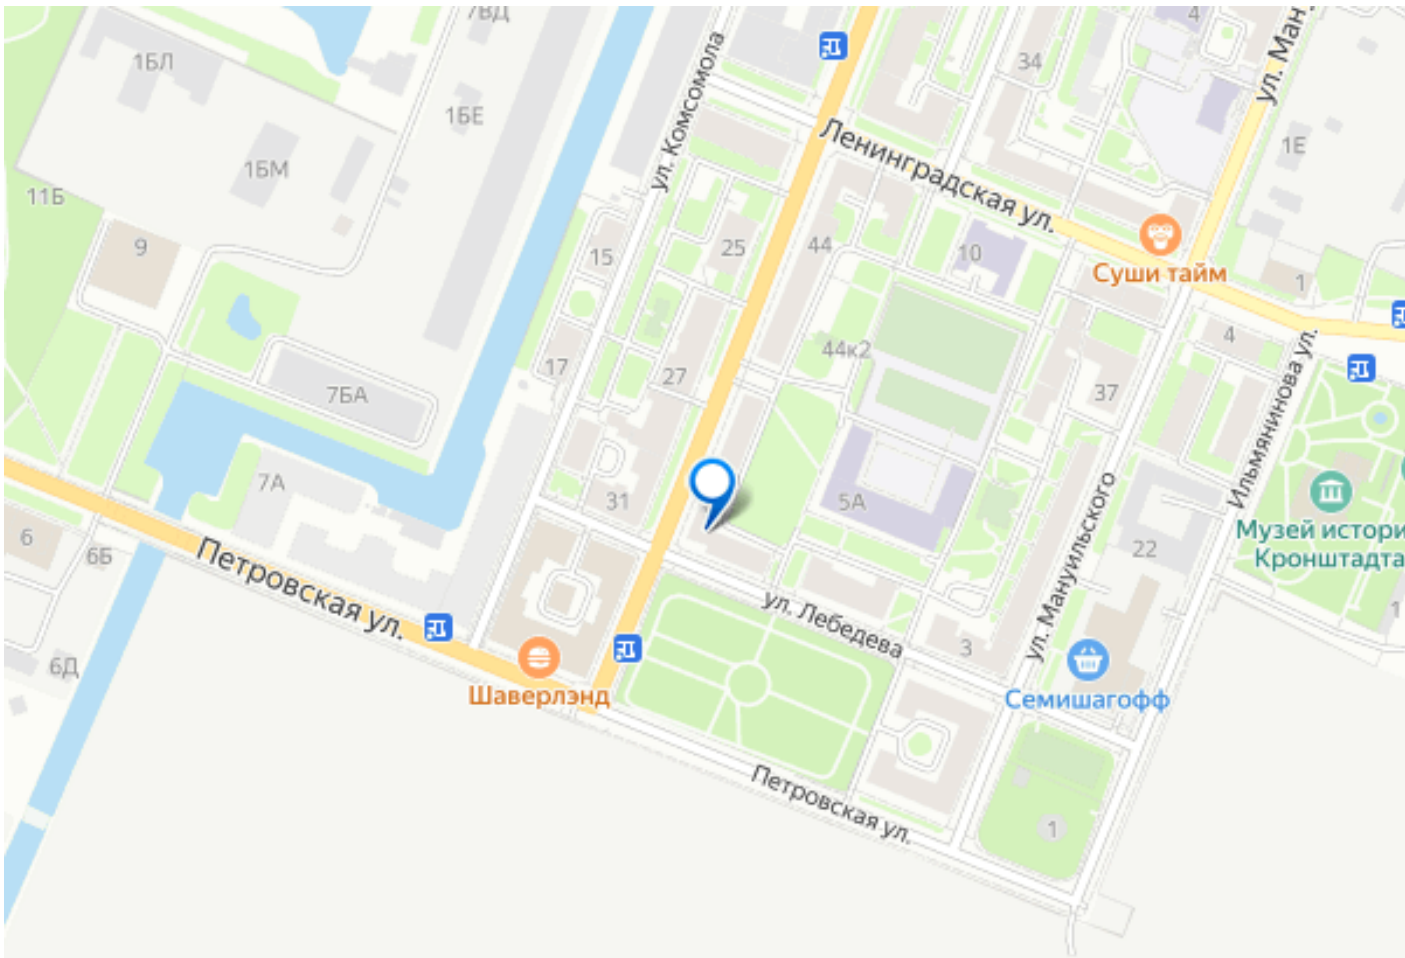 7ВД
4
1БЛ
34
ул. Ман
1БЕ
ул. Комсомола
Ленинградская ул.
1Е
1БМ
11Б
9
15
25
44
10
Суши тайм
1
4
44к2
17
27
37
7БА
ул. Мануильского
Ильмянинова ул.
7А
31
5А
22
Музей истори
Кронштадта
6
6Б
Петровская ул.
ул. Лебедева
1
3
6Д
Шаверлэнд
Семишагофф
Петровская ул.
1